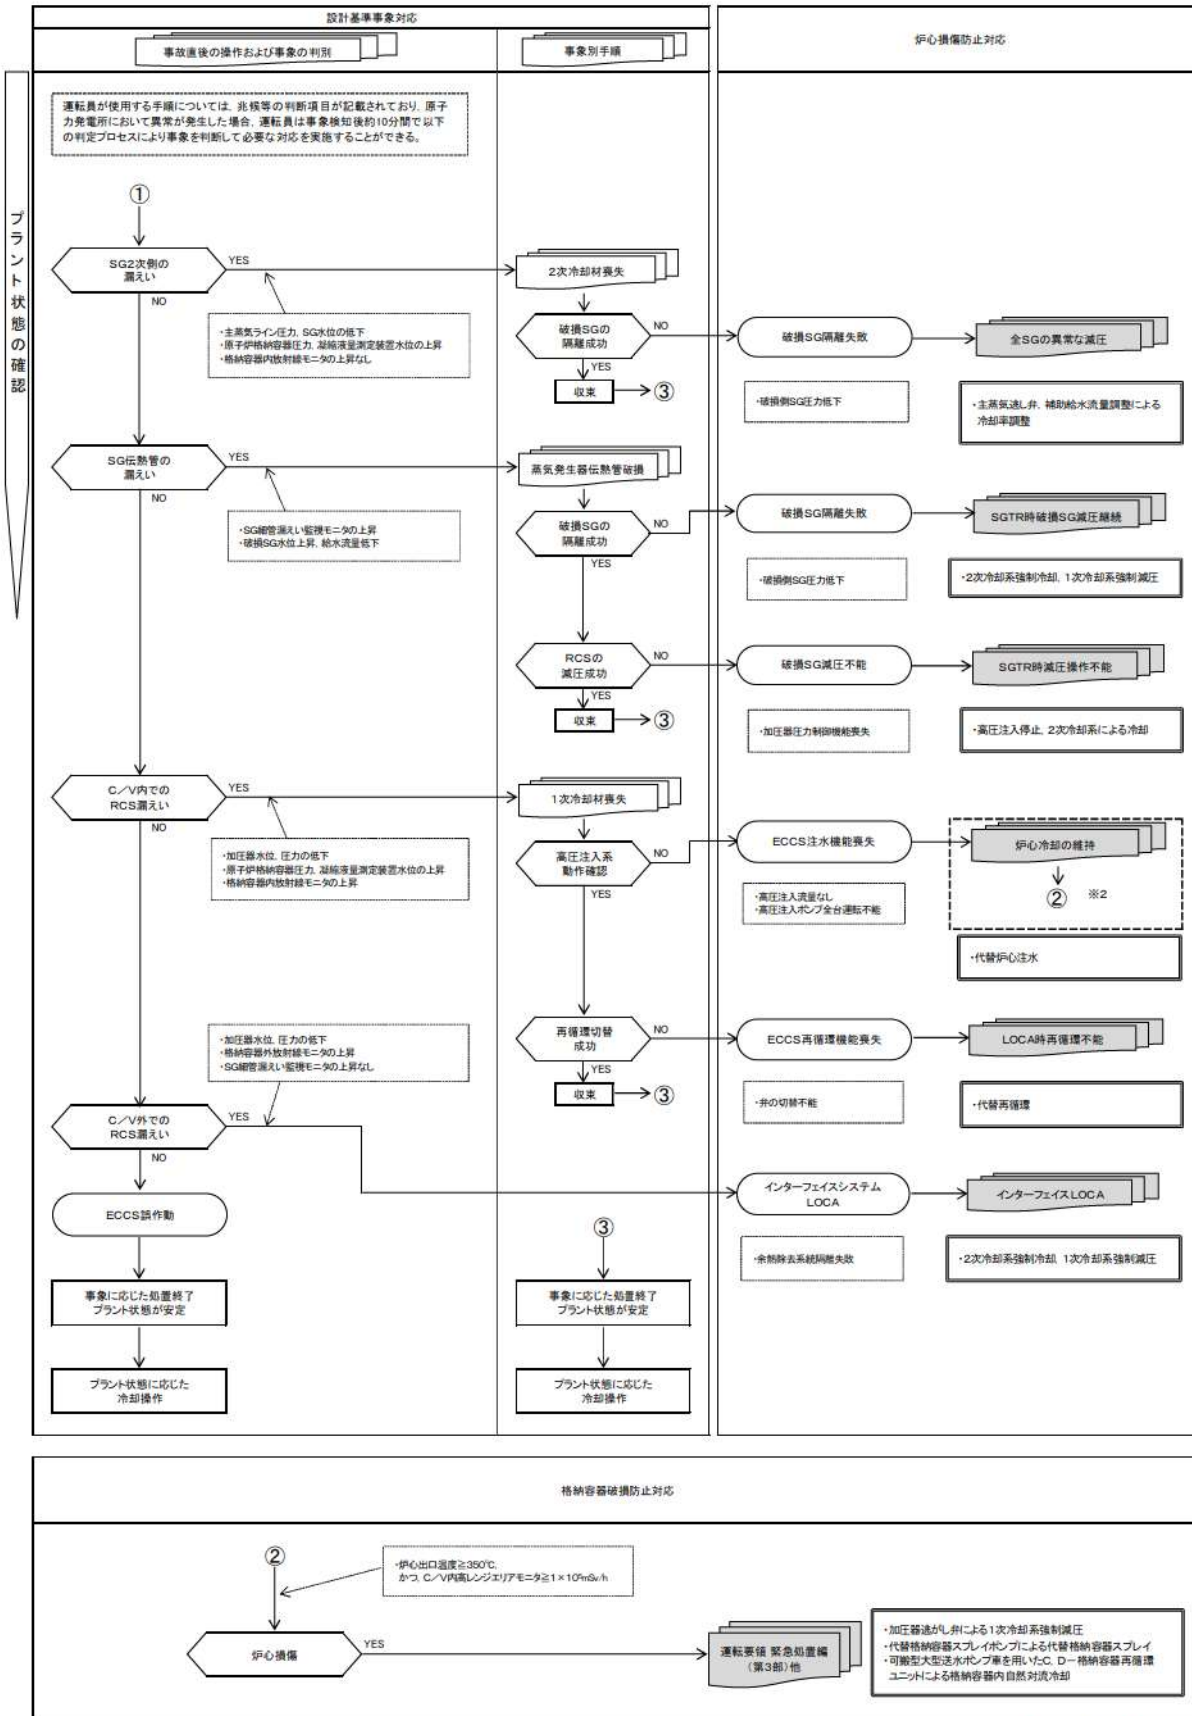 設計基準事象対応
事故直後の操作および事象の判別
事象別手順
炉心損傷防止対応
プラント状態の確認
運転員が使用する手順については、兆候等の判断項目が記載されており、原子
力発電所において異常が発生した場合、運転員は事象検知後約10分間で以下
の判定プロセスにより事象を判断して必要な対応を実施することができる。
①
SG2次側の
漏えい
YES
NO
・主蒸気ライン圧力、SG水位の低下
・原子炉格納容器圧力、凝縮液量測定装置水位の上昇
・格納容器内放射線モニタの上昇なし
2次冷却材喪失
破損SGの
隔離成功
NO
YES
収束
③
破損SG隔離失敗
・破損側SG圧力低下
全SGの異常な減圧
・主蒸気逃し弁、補助給水流量調整による
冷却率調整
SG伝熱管の
漏えい
YES
NO
・SG細管漏えい監視モニタの上昇
・破損SG水位上昇、給水流量低下
蒸気発生器伝熱管破損
破損SGの
隔離成功
NO
YES
破損SG隔離失敗
・破損側SG圧力低下
SGTR時破損SG減圧継続
・2次冷却系強制冷却、1次冷却系強制減圧
RCSの
減圧成功
NO
YES
収束
③
破損SG減圧不能
・加圧器圧力制御機能喪失
SGTR時減圧操作不能
・高圧注入停止、2次冷却系による冷却
C/V内での
RCS漏えい
YES
NO
・加圧器水位、圧力の低下
・原子炉格納容器圧力、凝縮液量測定装置水位の上昇
・格納容器内放射線モニタの上昇
1次冷却材喪失
高圧注入系
動作確認
NO
YES
ECCS注水機能喪失
・高圧注入流量なし
・高圧注入ポンプ全台運転不能
炉心冷却の維持
② ※2
・代替炉心注水
再循環切替
成功
NO
YES
収束
③
ECCS再循環機能喪失
・弁の切替不能
LOCA時再循環不能
・代替再循環
・加圧器水位、圧力の低下
・格納容器外放射線モニタの上昇
・SG細管漏えい監視モニタの上昇なし
C/V外での
RCS漏えい
YES
NO
インターフェイスシステム
LOCA
・余熱除去系統隔離失敗
インターフェイスLOCA
・2次冷却系強制冷却、1次冷却系強制減圧
ECCS誤作動
事象に応じた処置終了
プラント状態が安定
プラント状態に応じた
冷却操作
③
事象に応じた処置終了
プラント状態が安定
プラント状態に応じた
冷却操作
格納容器破損防止対応
②
・炉心出口温度≧350℃、
かつ、C/V内高レンジエリアモニタ≧1×10⁵mSv/h
炉心損傷
YES
運転要領 緊急処置編
(第3部)他
・加圧器逃がし弁による1次冷却系強制減圧
・代替格納容器スプレイポンプによる代替格納容器スプレイ
・可搬型大型送水ポンプ車を用いたC、D-格納容器再循環
ユニットによる格納容器内自然対流冷却